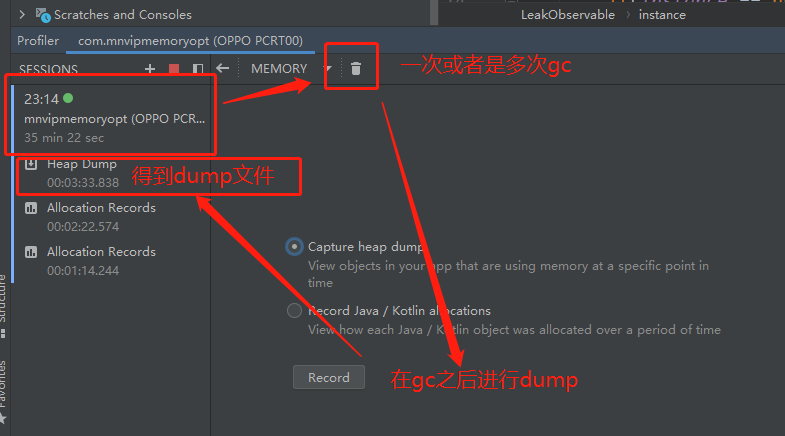 Scratches and Consoles
LeakObservable
instance
Profiler
com.mnvipmemoryopt (OPPO PCRT00)
SESSIONS
MEMORY
一次或者是多次gc
23:14
mnvipmemoryopt (OPPO PCR...
35 min 22 sec
Heap Dump
得到dump文件
00:03:33.838
Allocation Records
00:02:22.574
Allocation Records
00:01:14.244
Capture heap dump
View objects in your app that are using memory at a specific point in
time
Record Java / Kotlin allocations
View how each Java / Kotlin object was allocated over a period of time
Record
在gc之后进行dump
Structure
Favorites